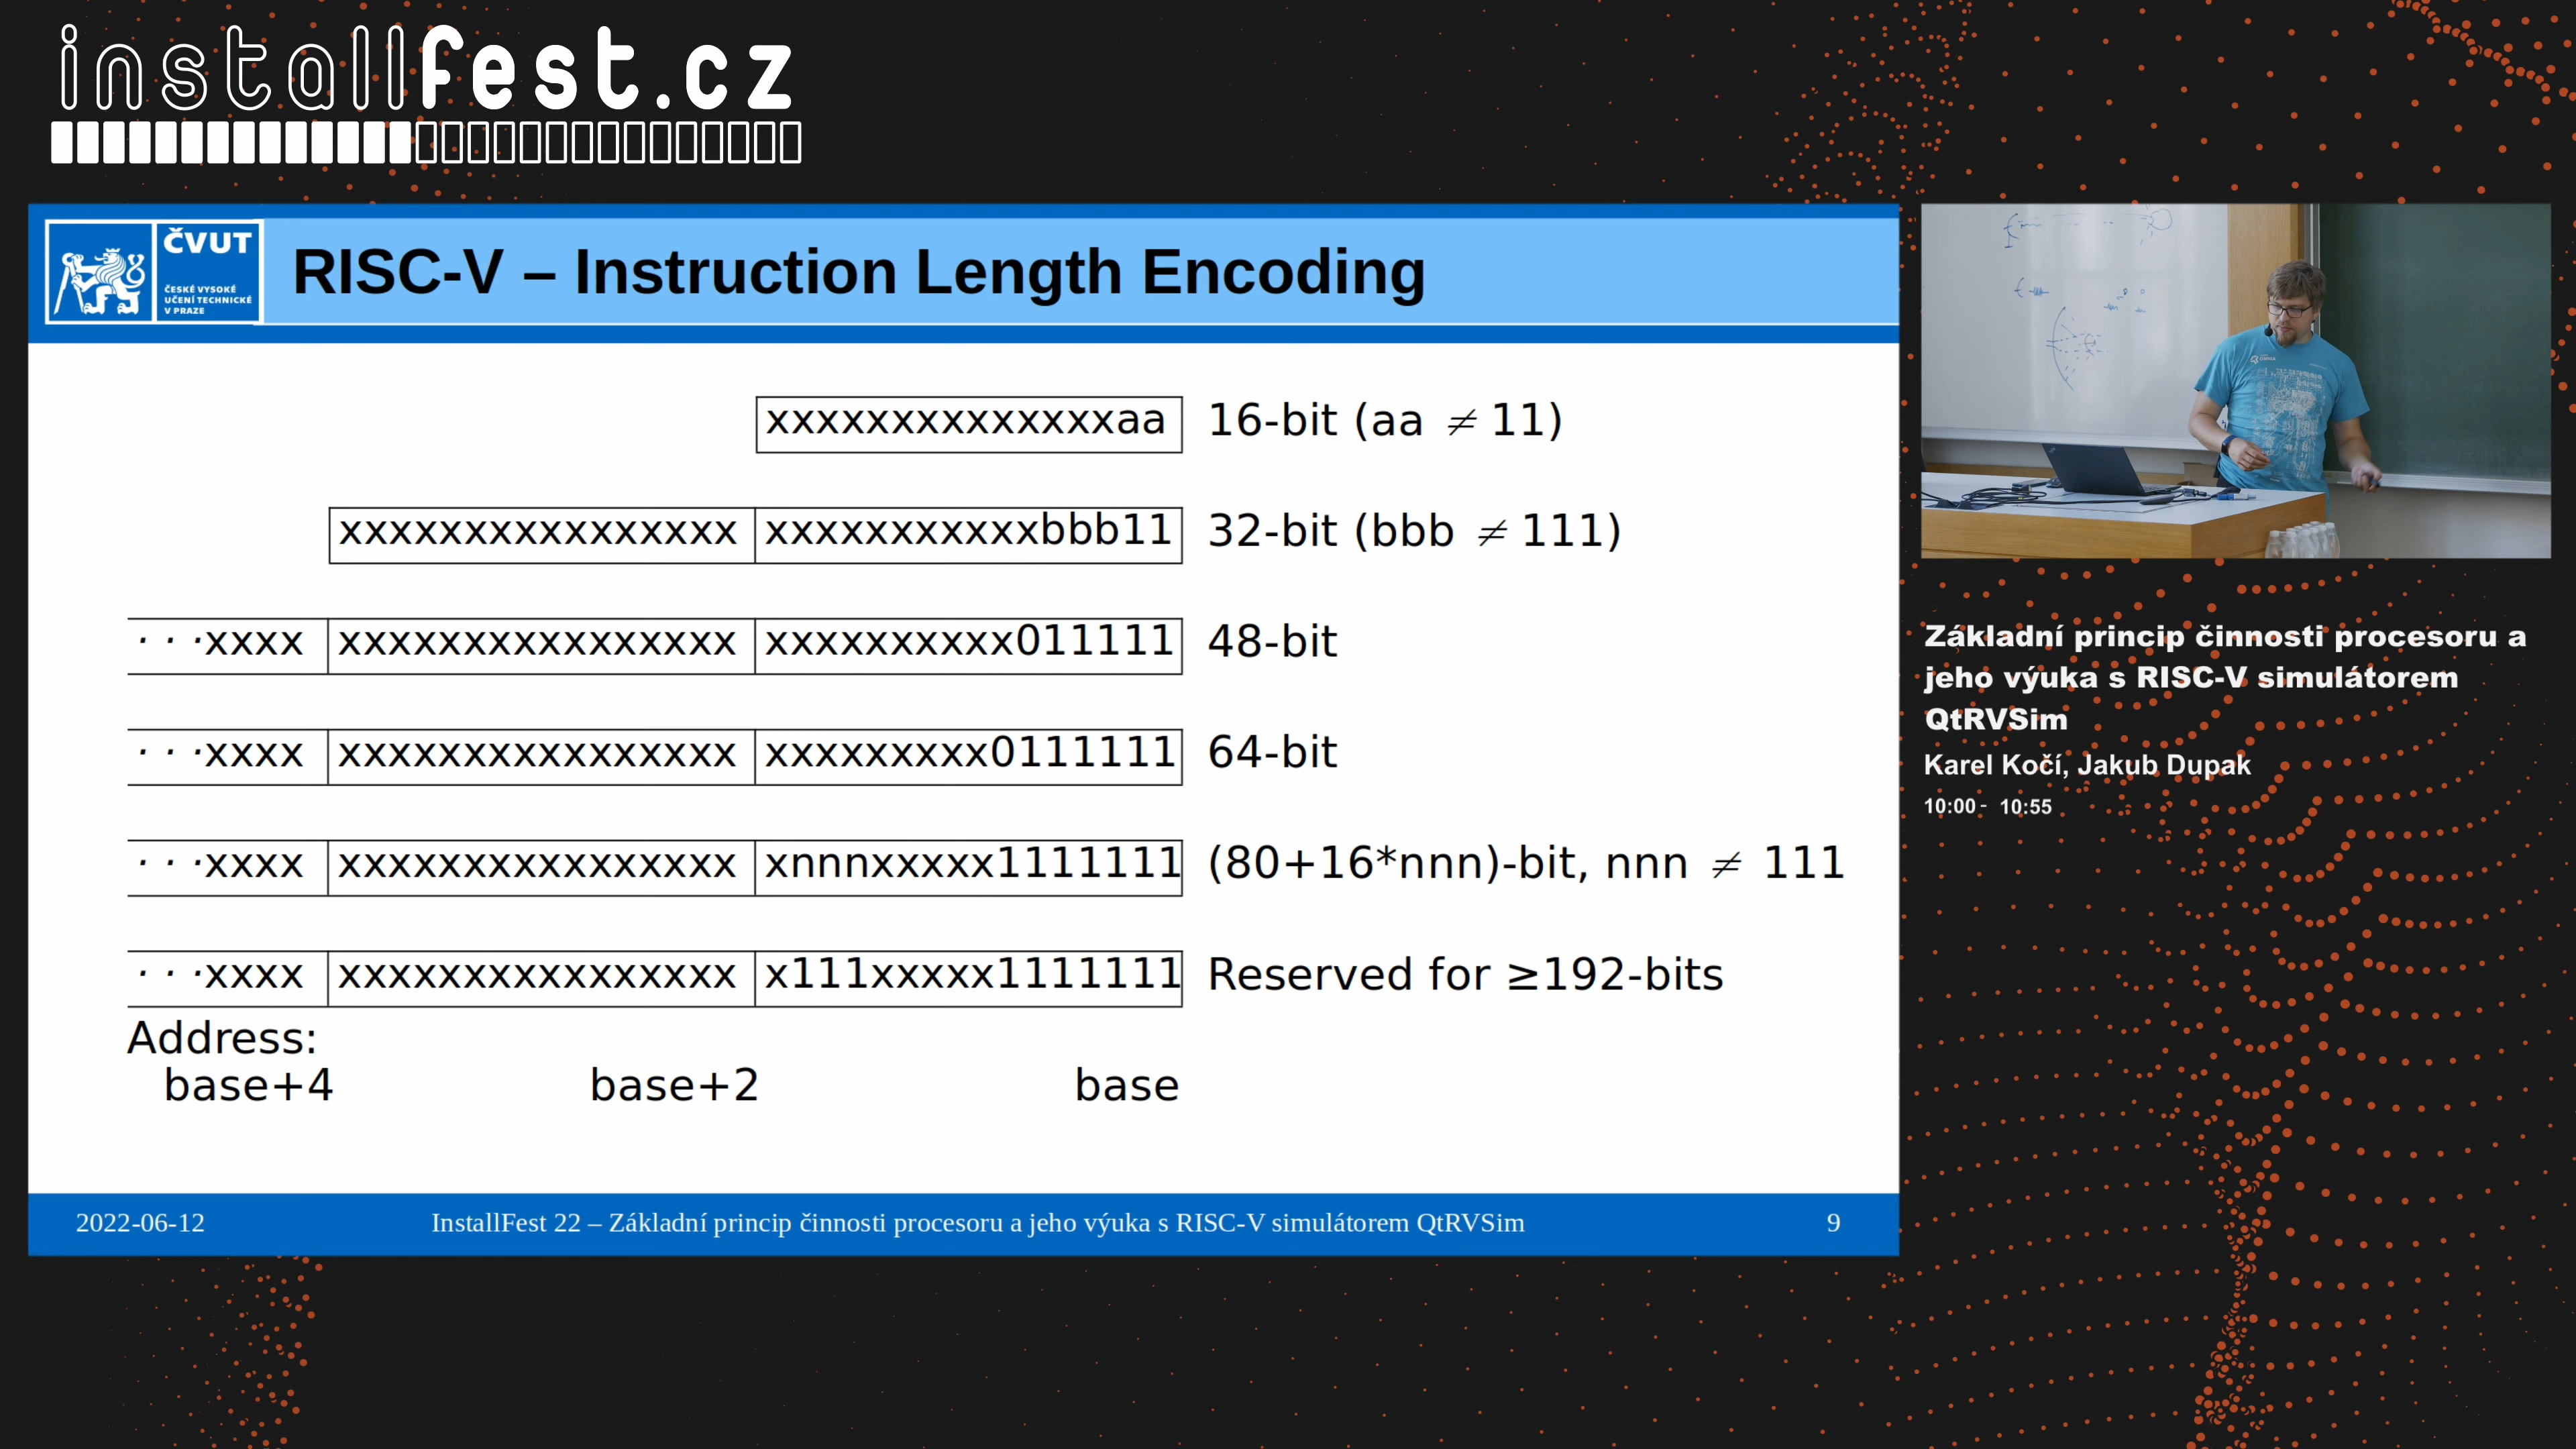 installfest.cz
ČVUT
ČESKÉ VYSOKÉ
UČENÍ TECHNICKÉ
V PRAZE
RISC-V – Instruction Length Encoding
xxxxxxxxxxxxxxaa 16-bit (aa ≠ 11)
xxxxxxxxxxxxxxxx xxxxxxxxxxxbbb11 32-bit (bbb ≠ 111)
· · ·xxxx xxxxxxxxxxxxxxxx xxxxxxxxxx011111 48-bit
· · ·xxxx xxxxxxxxxxxxxxxx xxxxxxxxx0111111 64-bit
· · ·xxxx xxxxxxxxxxxxxxxx xnnnxxxxx1111111 (80+16*nnn)-bit, nnn ≠ 111
· · ·xxxx xxxxxxxxxxxxxxxx x111xxxxx1111111 Reserved for ≥192-bits
Address:
base+4 base+2 base
2022-06-12 InstallFest 22 – Základní princip činnosti procesoru a jeho výuka s RISC-V simulátorem QtRVSim 9
Základní princip činnosti procesoru a
jeho výuka s RISC-V simulátorem
QtRVSim
Karel Kočí, Jakub Dupak
10:00 - 10:55